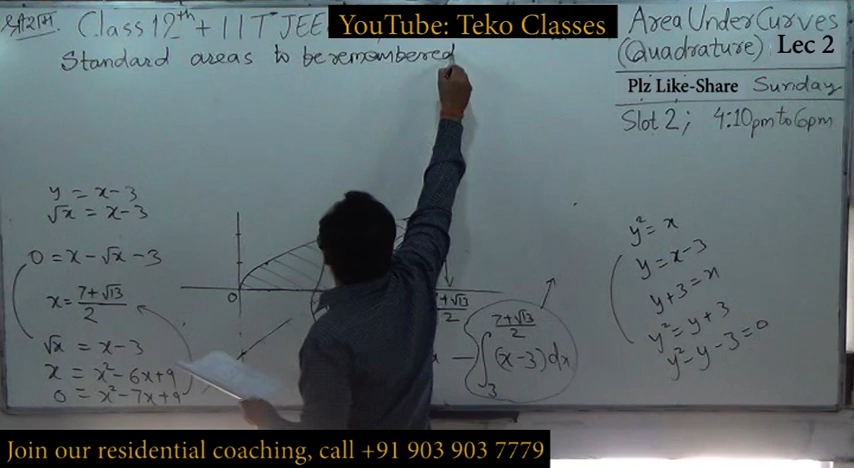 श्रीराम. Class 12th + IIT JEE
YouTube: Teko Classes
Area Under Curves
(Quadrature) Lec 2
Standard areas to be remembered
Plz Like-Share Sunday
Slot 2; 4:10pm to 6pm
y = x-3
√x = x-3
0 = x-√x-3
x = 7+√13 / 2
√x = x-3
x = x²-6x+9
0 = x²-7x+9
0
7+√13 / 2
- ∫₃^(7+√13 / 2) (x-3)dx
y² = x
y = x-3
y+3 = x
y² = y+3
y²-y-3=0
Join our residential coaching, call +91 903 903 7779